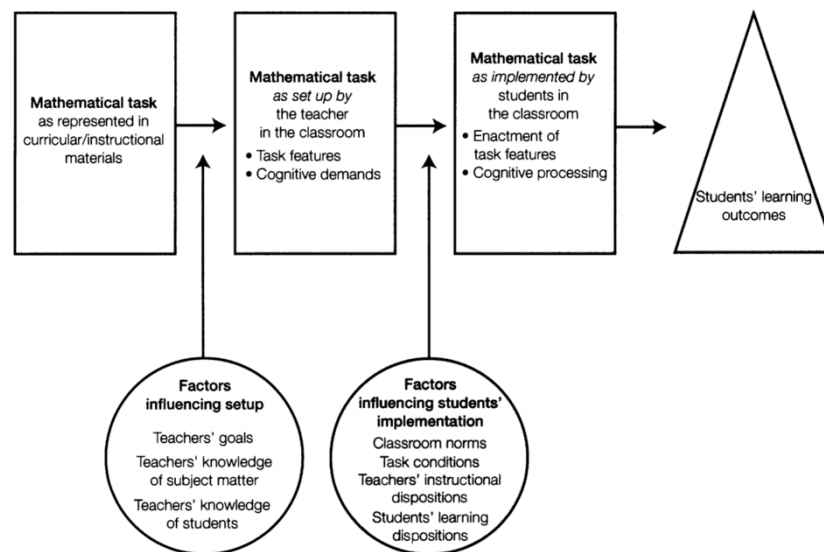 Mathematical task
as represented in
curricular/instructional
materials
Mathematical task
as set up by
the teacher
in the classroom
• Task features
• Cognitive demands
Mathematical task
as implemented by
students in
the classroom
• Enactment of
task features
• Cognitive processing
Students' learning
outcomes
Factors
influencing setup
Teachers' goals
Teachers' knowledge
of subject matter
Teachers' knowledge
of students
Factors
influencing students'
implementation
Classroom norms
Task conditions
Teachers' instructional
dispositions
Students' learning
dispositions